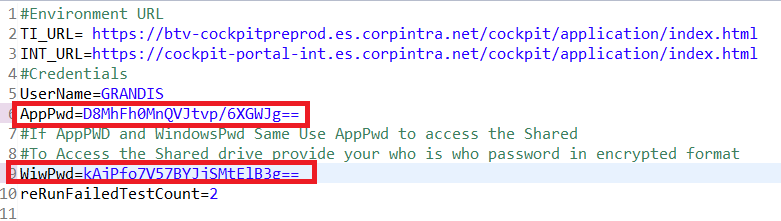 1 #Environment URL
2 TI_URL= https://btv-cockpitpreprod.es.corpintra.net/cockpit/application/index.html
3 INT_URL=https://cockpit-portal-int.es.corpintra.net/cockpit/application/index.html
4 #Credentials
5 UserName=GRANDIS
6 AppPwd=D8MhFh0MnQVJtvp/6XGWJg==
7 #If AppPWD and WindowsPwd Same Use AppPwd to access the Shared
8 #To Access the Shared drive provide your who is who password in encrypted format
9 WiwPwd=kAiPfo7V57BYJiSMtElB3g==
10 reRunFailedTestCount=2
11